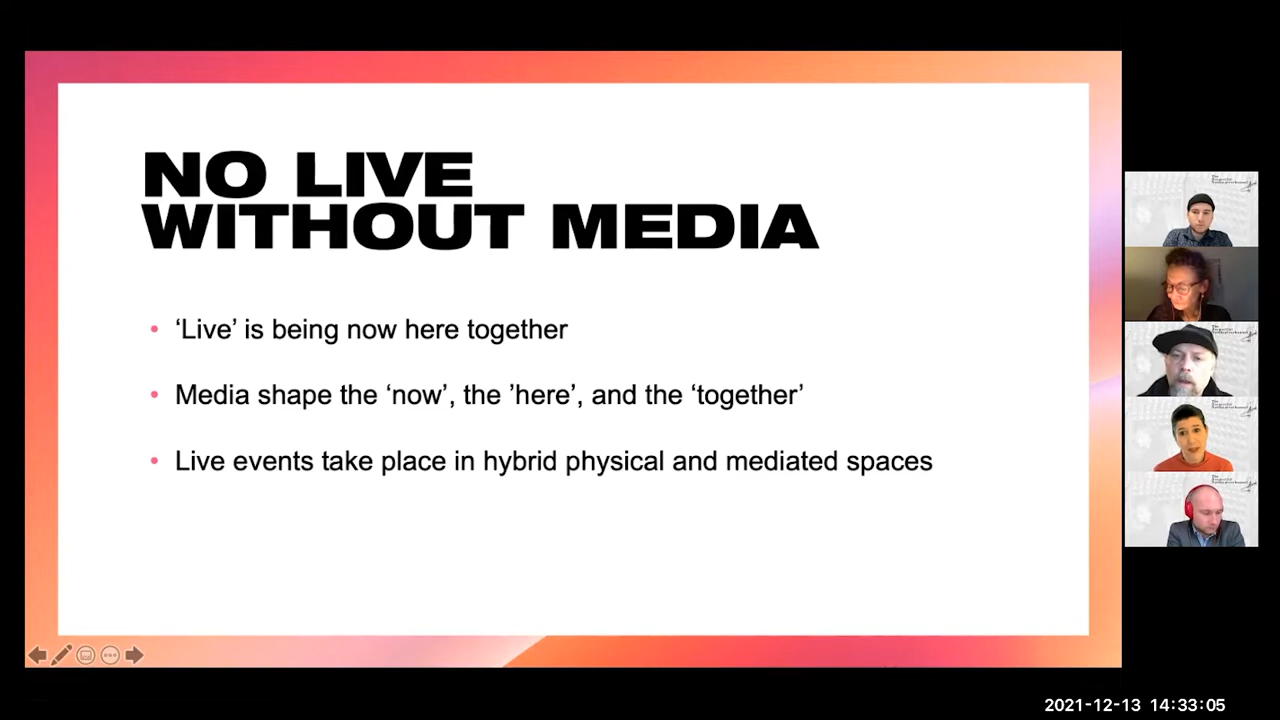 NO LIVE
WITHOUT MEDIA
• ‘Live’ is being now here together
• Media shape the ‘now’, the ’here’, and the ‘together’
• Live events take place in hybrid physical and mediated spaces
2021-12-13 14:33:05